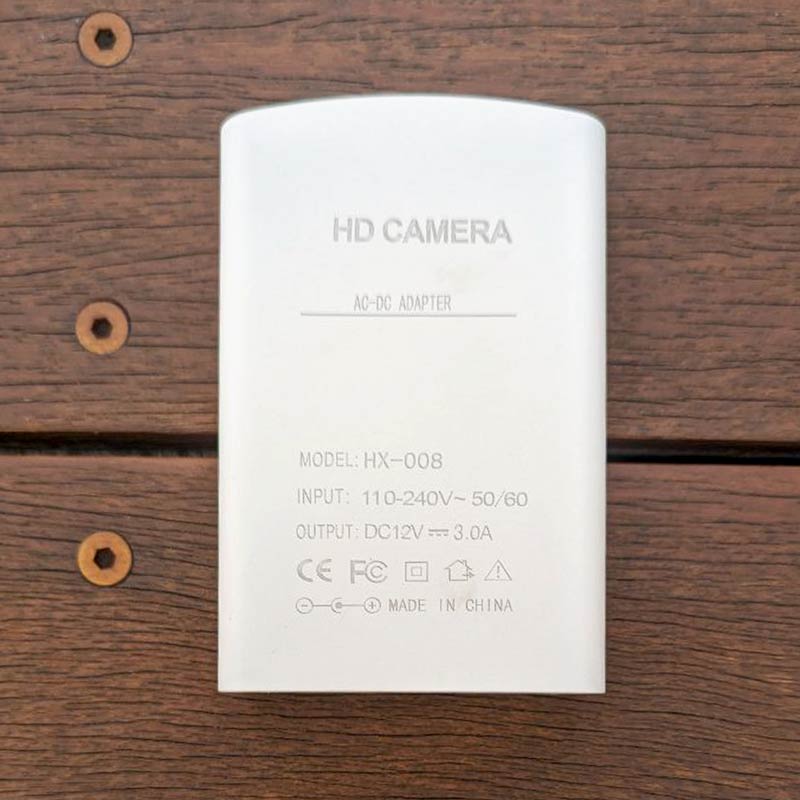 HD CAMERA
AC-DC ADAPTER
MODEL: HX-008
INPUT: 110-240V~ 50/60
OUTPUT: DC12V⎓3.0A
CE FC
MADE IN CHINA